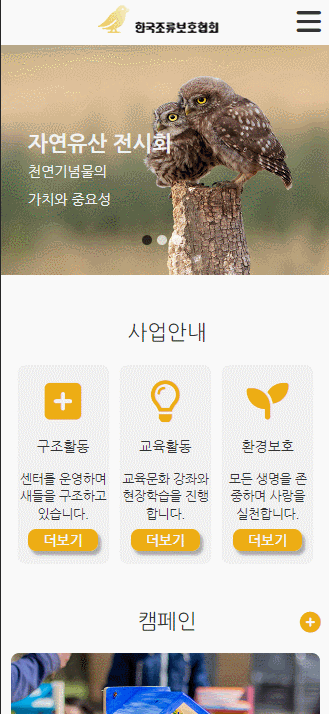 한국조류보호협회
자연유산 전시회
천연기념물의
가치와 중요성
사업안내
구조활동
센터를 운영하며
새들을 구조하고
있습니다.
더보기
교육활동
교육문화 강좌와
현장학습을 진행
합니다.
더보기
환경보호
모든 생명을 존
중하며 사랑을
실천합니다.
더보기
캠페인